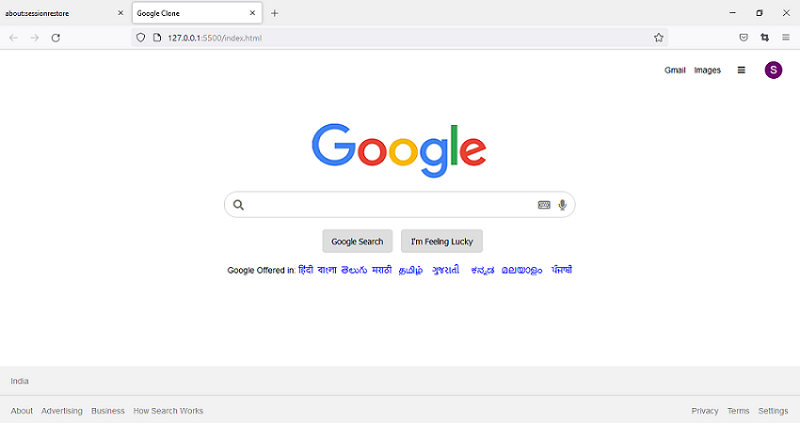 about:sessionrestore Google Clone
127.0.0.1:5500/index.html
Gmail Images S
Google
Google Search I'm Feeling Lucky
Google Offered in: हिंदी বাংলা తెలుగు मराठी தமிழ் ગુજરાતી ಕನ್ನಡ മലയാളം ਪੰਜਾਬੀ
India
About Advertising Business How Search Works Privacy Terms Settings